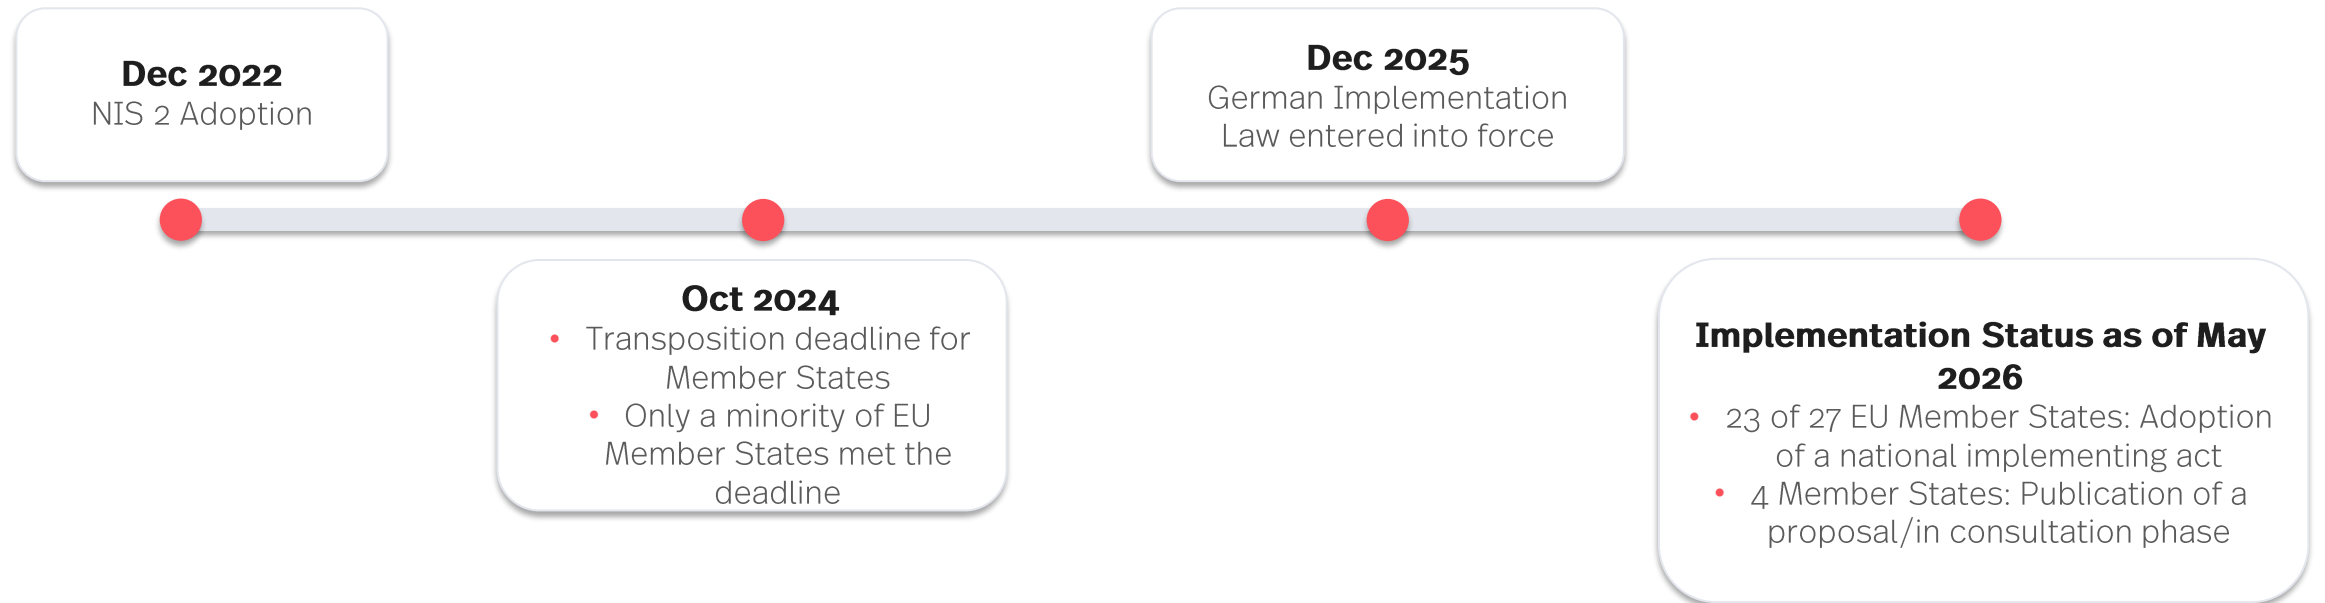 Dec 2022
NIS 2 Adoption
Dec 2025
German Implementation
Law entered into force
Oct 2024
• Transposition deadline for
Member States
• Only a minority of EU
Member States met the
deadline
Implementation Status as of May
2026
• 23 of 27 EU Member States: Adoption
of a national implementing act
• 4 Member States: Publication of a
proposal/in consultation phase